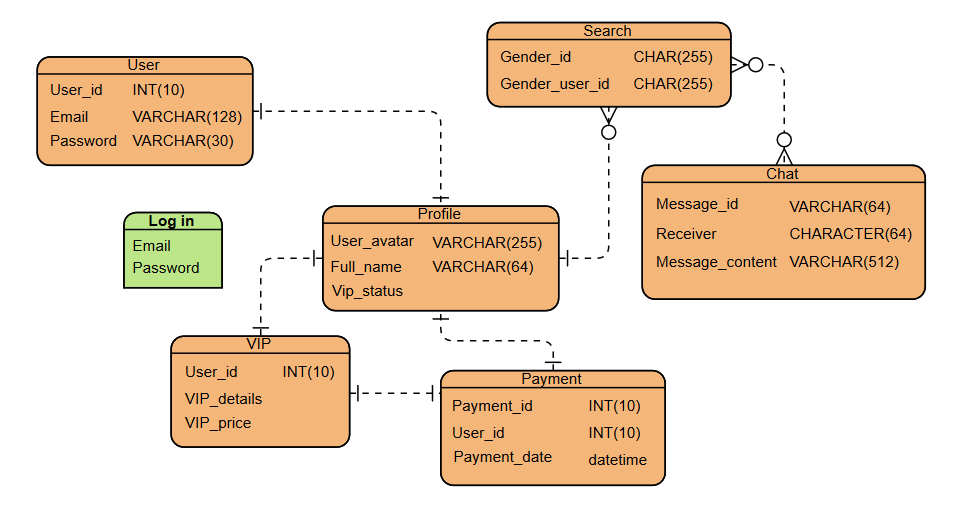 User
User_id INT(10)
Email VARCHAR(128)
Password VARCHAR(30)
Search
Gender_id CHAR(255)
Gender_user_id CHAR(255)
Chat
Message_id VARCHAR(64)
Receiver CHARACTER(64)
Message_content VARCHAR(512)
Log in
Email
Password
Profile
User_avatar VARCHAR(255)
Full_name VARCHAR(64)
Vip_status
VIP
User_id INT(10)
VIP_details
VIP_price
Payment
Payment_id INT(10)
User_id INT(10)
Payment_date datetime